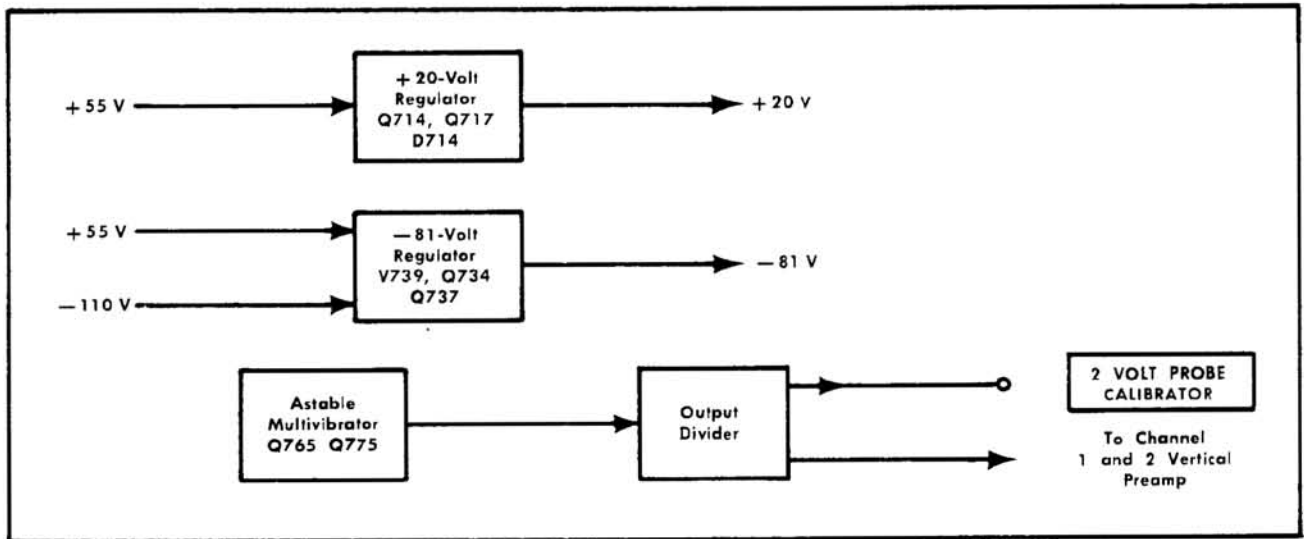 +55 V
+20-Volt
Regulator
Q714, Q717
D714
+20 V
+55 V
−110 V
−81-Volt
Regulator
V739, Q734
Q737
−81 V
Astable
Multivibrator
Q765 Q775
Output
Divider
2 VOLT PROBE
CALIBRATOR
To Channel
1 and 2 Vertical
Preamp